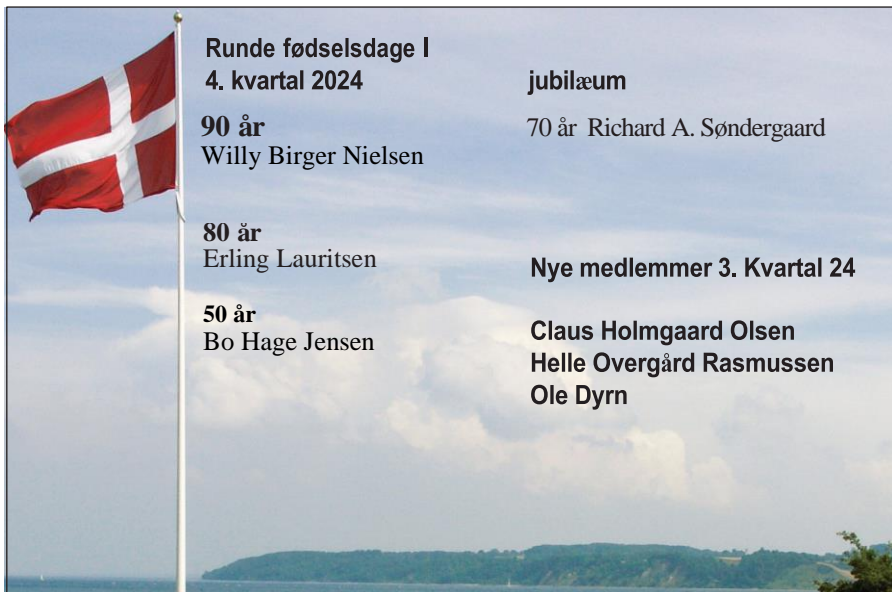 Runde fødselsdage I
4. kvartal 2024
90 år
Willy Birger Nielsen
80 år
Erling Lauritsen
50 år
Bo Hage Jensen
jubilæum
70 år Richard A. Søndergaard
Nye medlemmer 3. Kvartal 24
Claus Holmgaard Olsen
Helle Overgård Rasmussen
Ole Dyrn